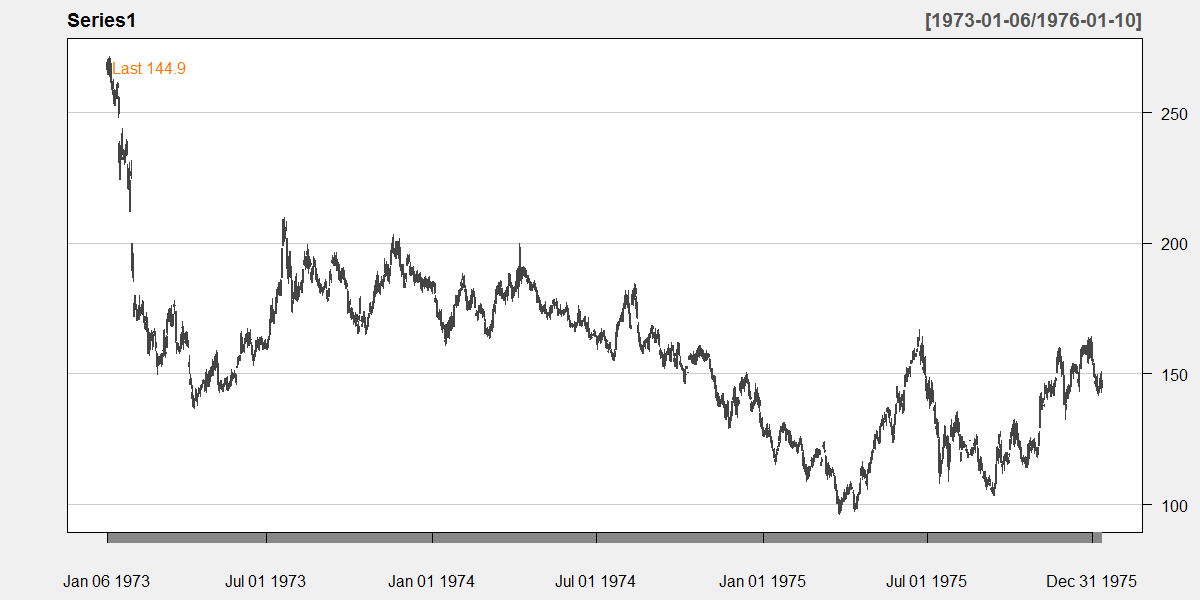 Series1 [1973-01-06/1976-01-10]
Last 144.9
250
200
150
100
Jan 06 1973 Jul 01 1973 Jan 01 1974 Jul 01 1974 Jan 01 1975 Jul 01 1975 Dec 31 1975